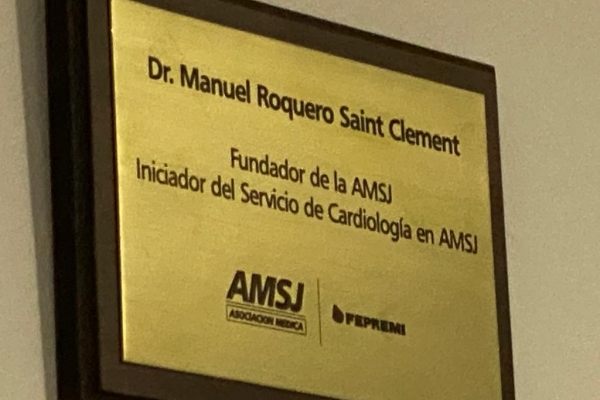 Dr. Manuel Roquero Saint Clement
Fundador de la AMSJ
Iniciador del Servicio de Cardiología en AMSJ
AMSJ
ASOCIACION MEDICA
FEPREMI